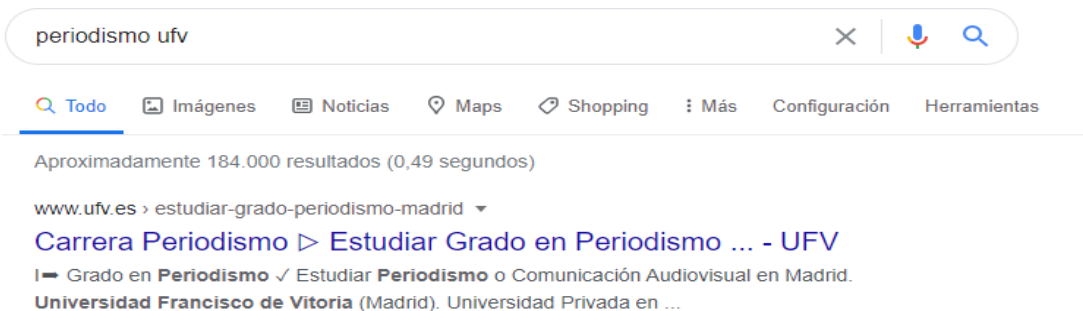 periodismo ufv
Todo Imágenes Noticias Maps Shopping Más Configuración Herramientas
Aproximadamente 184.000 resultados (0,49 segundos)
www.ufv.es › estudiar-grado-periodismo-madrid
Carrera Periodismo ▷ Estudiar Grado en Periodismo ... - UFV
I➨ Grado en Periodismo ✓ Estudiar Periodismo o Comunicación Audiovisual en Madrid.
Universidad Francisco de Vitoria (Madrid). Universidad Privada en ...